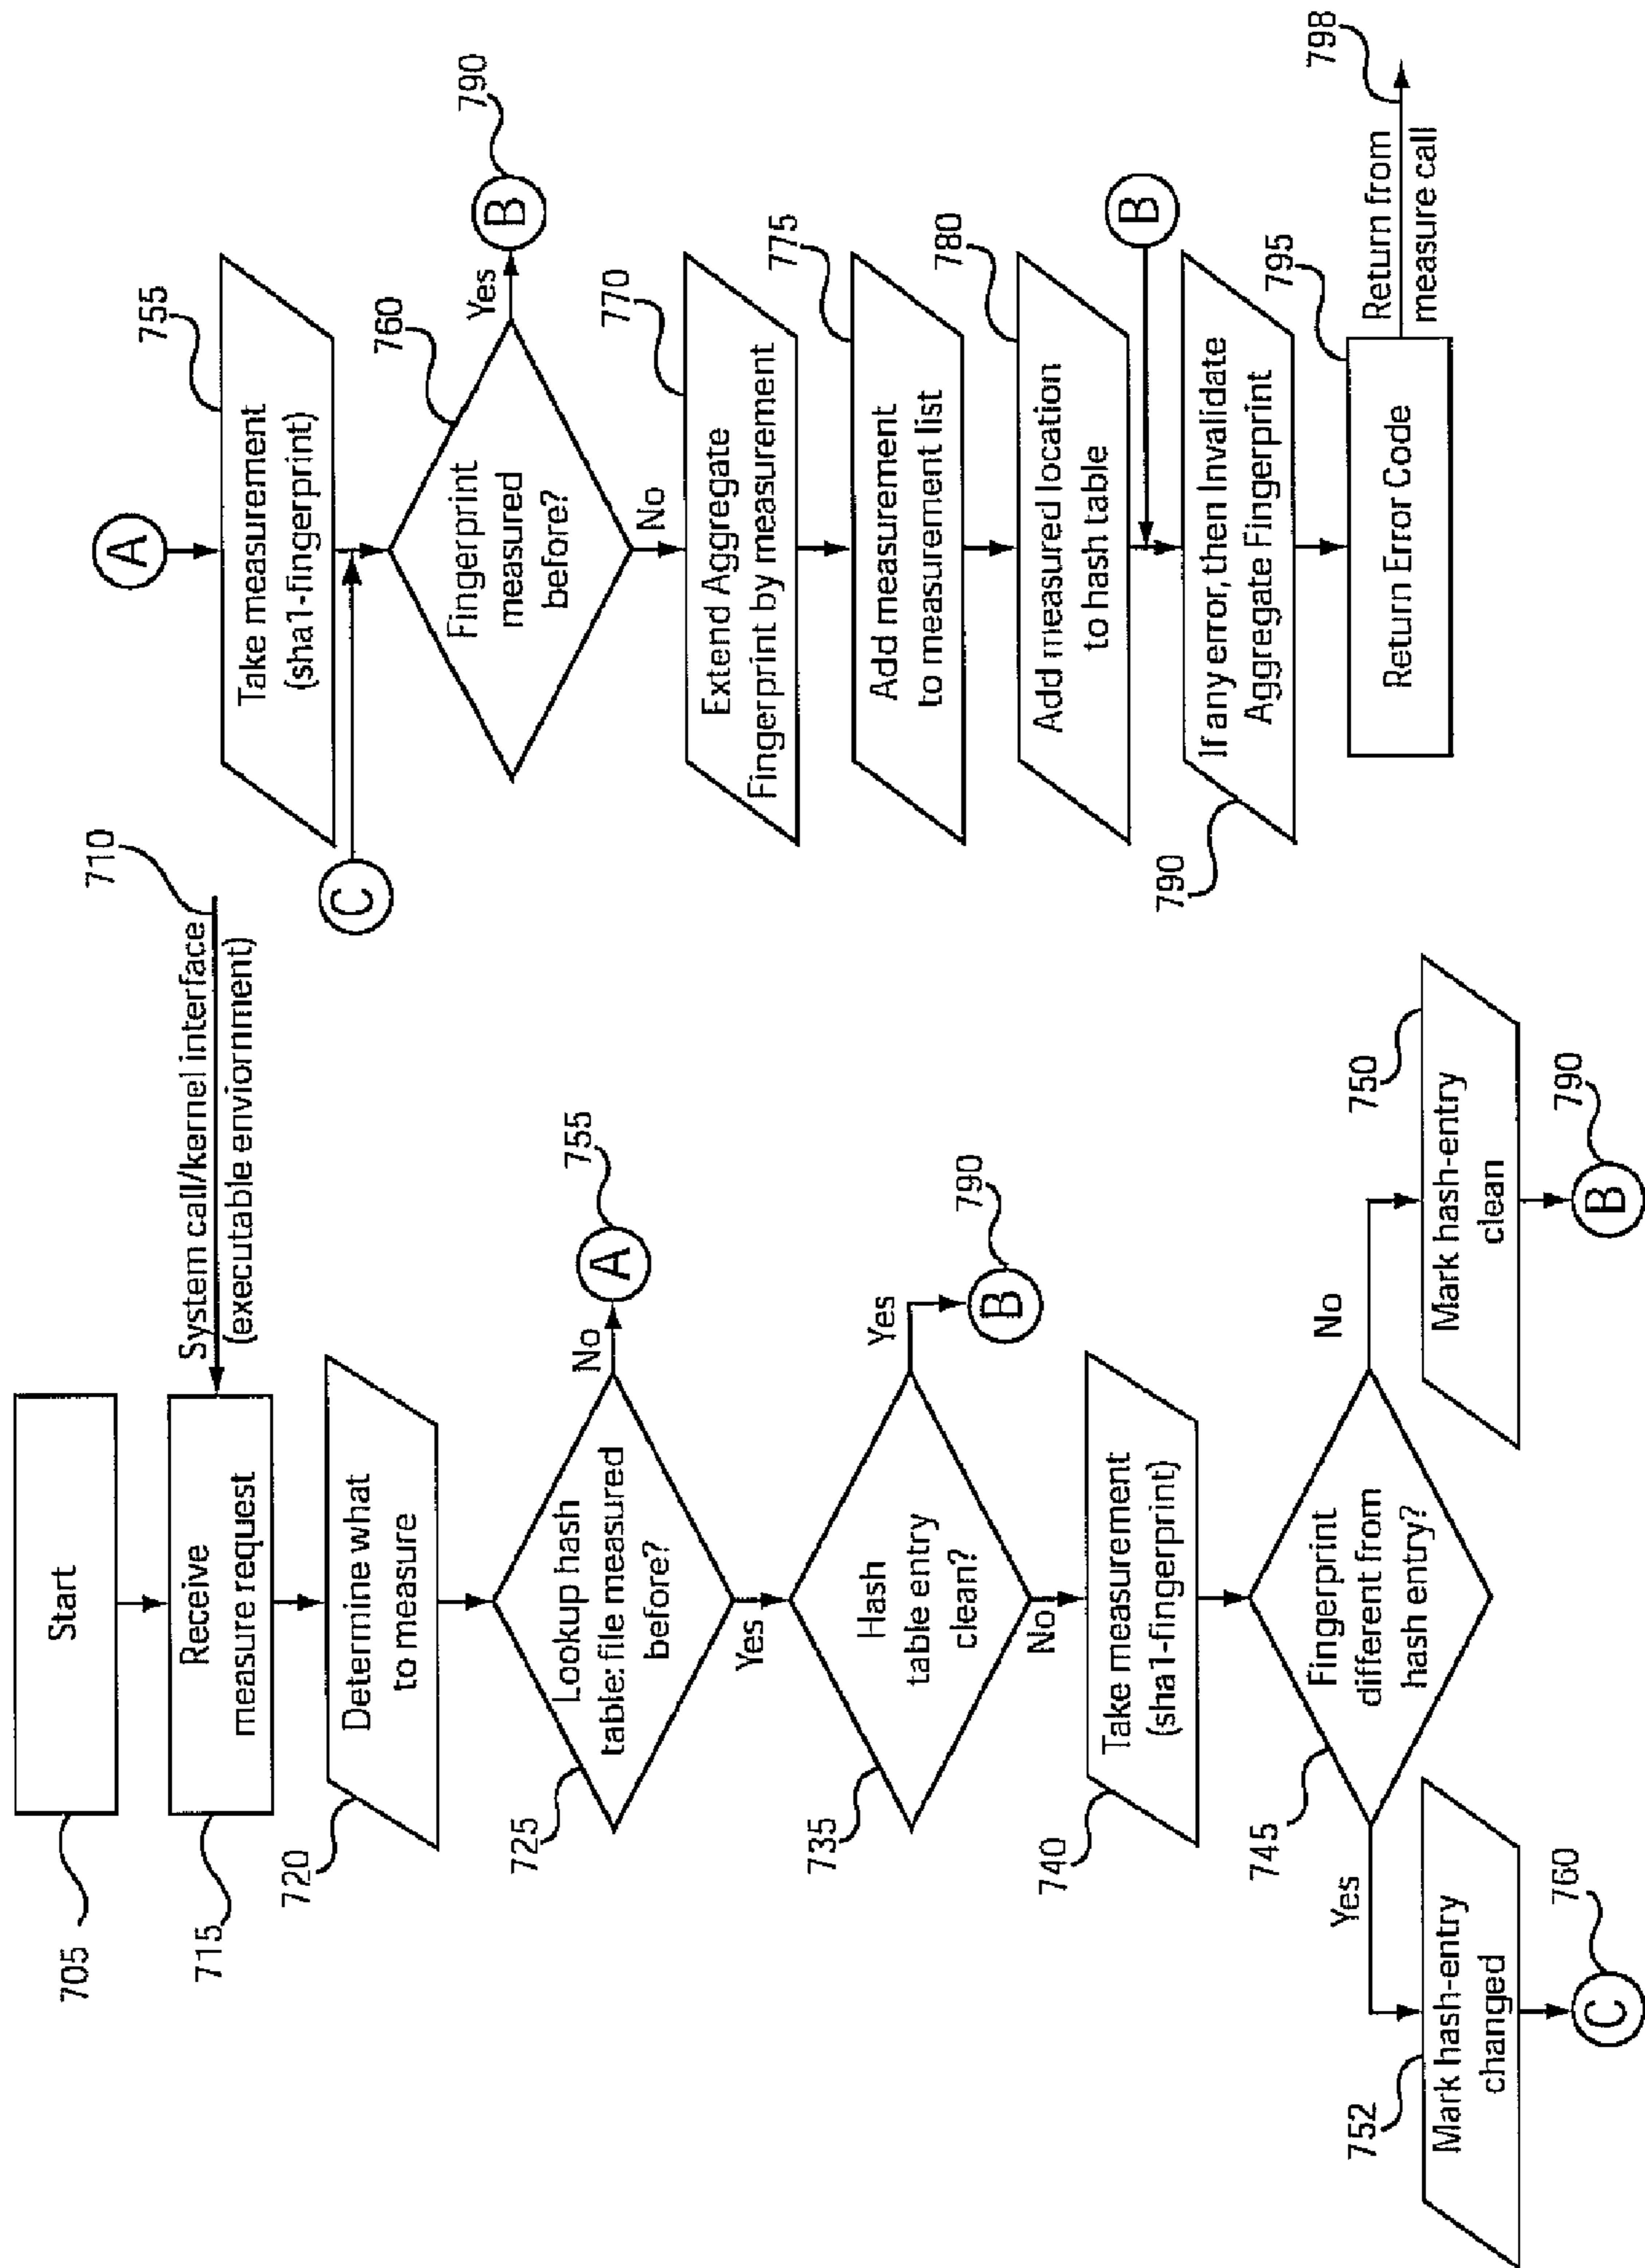 Start
705
System call/kernel interface
(executable enviornment)
710
Receive
measure request
715
Determine what
to measure
720
Lookup hash
table: file measured
before?
725
No
A
755
Yes
Hash
table entry
clean?
735
Yes
B
790
No
Take measurement
(sha1-fingerprint)
740
Fingerprint
different from
hash entry?
745
Yes
No
Mark hash-entry
changed
752
C
760
Mark hash-entry
clean
750
B
790
A
Take measurement
(sha1-fingerprint)
755
C
Fingerprint
measured
before?
760
Yes
B
790
No
Extend Aggregate
Fingerprint by measurement
770
Add measurement
to measurement list
775
Add measured location
to hash table
780
B
If any error, then Invalidate
Aggregate Fingerprint
790
Return Error Code
795
Return from
measure call
798